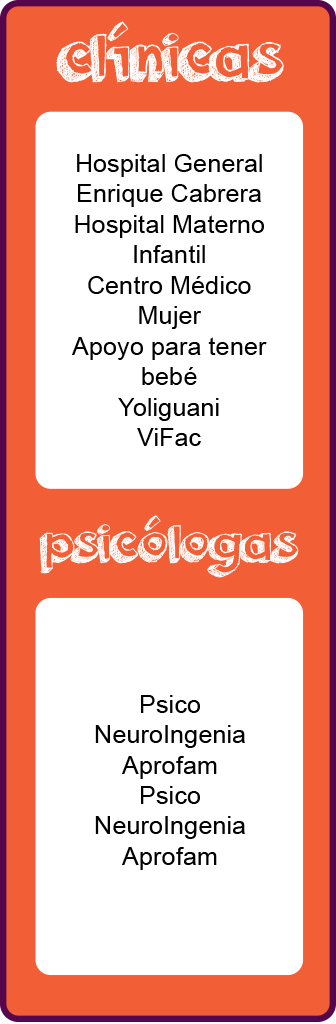 clínicas
Hospital General
Enrique Cabrera
Hospital Materno
Infantil
Centro Médico
Mujer
Apoyo para tener
bebé
Yoliguani
ViFac
psicólogas
Psico
NeuroIngenia
Aprofam
Psico
NeuroIngenia
Aprofam